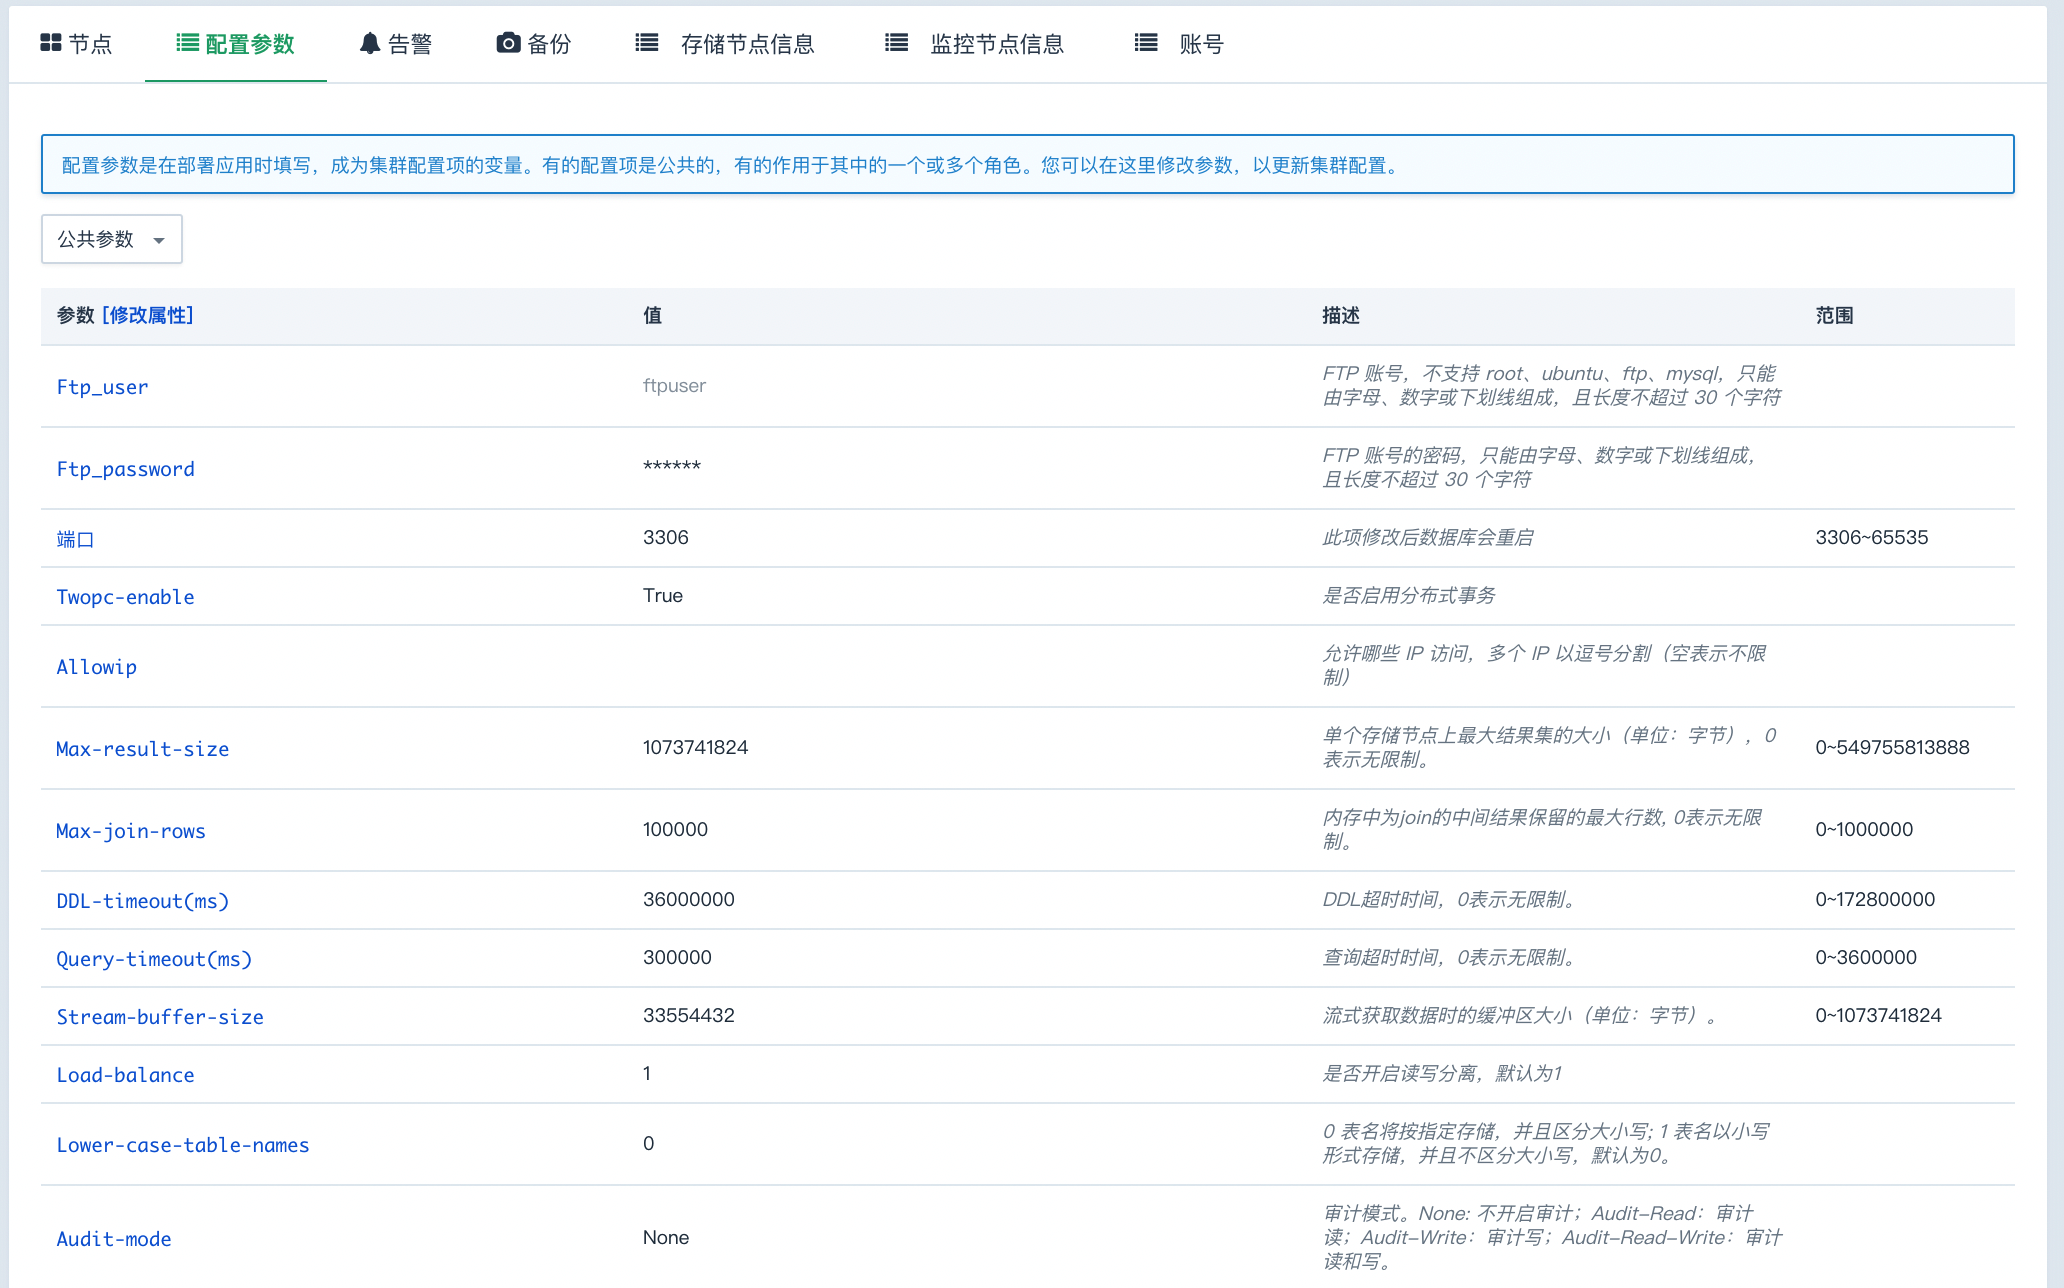 节点 配置参数 告警 备份 存储节点信息 监控节点信息 账号
配置参数是在部署应用时填写，成为集群配置项的变量。有的配置项是公共的，有的作用于其中的一个或多个角色。您可以在这里修改参数，以更新集群配置。
公共参数
参数 [修改属性] 值 描述 范围
Ftp_user ftpuser FTP 账号，不支持 root、ubuntu、ftp、mysql，只能
由字母、数字或下划线组成，且长度不超过 30 个字符
Ftp_password ****** FTP 账号的密码，只能由字母、数字或下划线组成，
且长度不超过 30 个字符
端口 3306 此项修改后数据库会重启 3306~65535
Twopc-enable True 是否启用分布式事务
Allowip 允许哪些 IP 访问，多个 IP 以逗号分割（空表示不限
制）
Max-result-size 1073741824 单个存储节点上最大结果集的大小（单位：字节），0
表示无限制。 0~549755813888
Max-join-rows 100000 内存中为join的中间结果保留的最大行数, 0表示无限
制。 0~1000000
DDL-timeout(ms) 36000000 DDL超时时间，0表示无限制。 0~172800000
Query-timeout(ms) 300000 查询超时时间，0表示无限制。 0~3600000
Stream-buffer-size 33554432 流式获取数据时的缓冲区大小（单位：字节）。 0~1073741824
Load-balance 1 是否开启读写分离，默认为1
Lower-case-table-names 0 0 表名将按指定存储，并且区分大小写; 1 表名以小写
形式存储，并且不区分大小写，默认为0。
Audit-mode None 审计模式。None: 不开启审计；Audit-Read：审计
读；Audit-Write：审计写；Audit-Read-Write：审计
读和写。